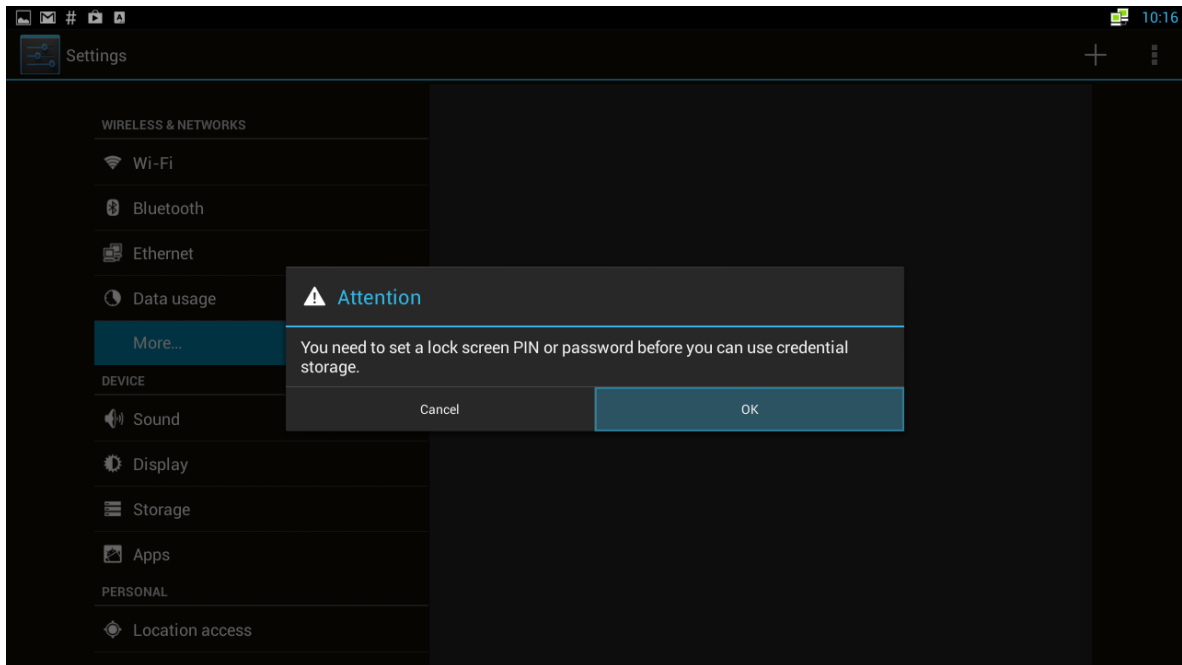 10:16
Settings
WIRELESS & NETWORKS
Wi-Fi
Bluetooth
Ethernet
Data usage
More...
DEVICE
Sound
Display
Storage
Apps
PERSONAL
Location access
Attention
You need to set a lock screen PIN or password before you can use credential
storage.
Cancel
OK